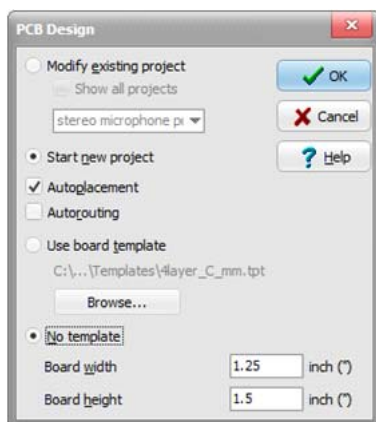 PCB Design
Modify existing project
OK
Show all projects
Cancel
stereo microphone
Start new project
Help
Autoplacement
Autorouting
Use board template
C:\...\Templates\4layer_C_mm.tpt
Browse...
No template
Board width 1.25 inch (")
Board height 1.5 inch (")